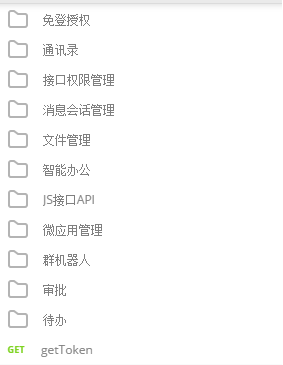 免登授权
通讯录
接口权限管理
消息会话管理
文件管理
智能办公
JS接口API
微应用管理
群机器人
审批
待办
GET getToken